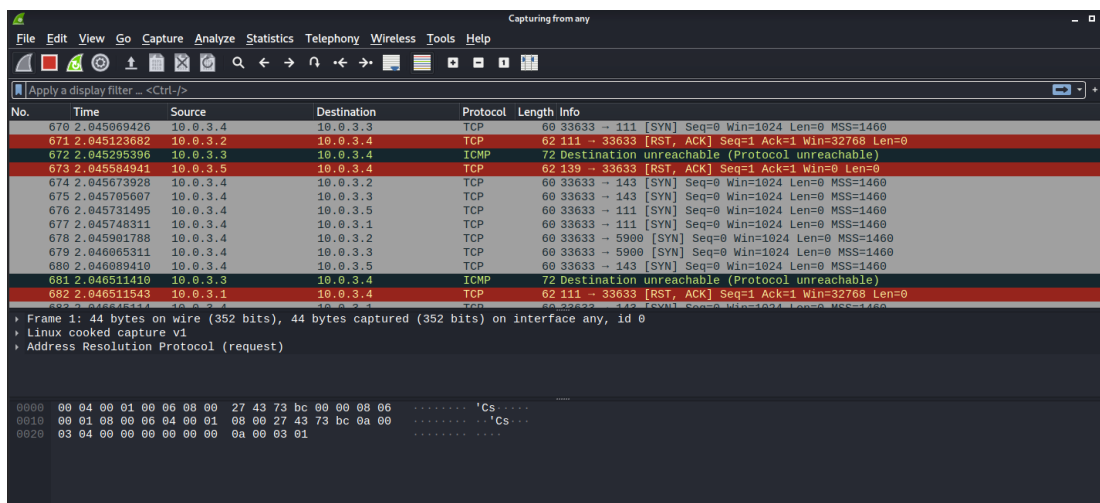 Capturing from any
File Edit View Go Capture Analyze Statistics Telephony Wireless Tools Help
Apply a display filter ... <Ctrl-/>
No. Time Source Destination Protocol Length Info
670 2.045069426 10.0.3.4 10.0.3.3 TCP 60 33633 → 111 [SYN] Seq=0 Win=1024 Len=0 MSS=1460
671 2.045123682 10.0.3.2 10.0.3.4 TCP 62 111 → 33633 [RST, ACK] Seq=1 Ack=1 Win=32768 Len=0
672 2.045295396 10.0.3.3 10.0.3.4 ICMP 72 Destination unreachable (Protocol unreachable)
673 2.045584941 10.0.3.5 10.0.3.4 TCP 62 139 → 33633 [RST, ACK] Seq=1 Ack=1 Win=0 Len=0
674 2.045673928 10.0.3.4 10.0.3.2 TCP 60 33633 → 143 [SYN] Seq=0 Win=1024 Len=0 MSS=1460
675 2.045705607 10.0.3.4 10.0.3.3 TCP 60 33633 → 143 [SYN] Seq=0 Win=1024 Len=0 MSS=1460
676 2.045731495 10.0.3.4 10.0.3.5 TCP 60 33633 → 111 [SYN] Seq=0 Win=1024 Len=0 MSS=1460
677 2.045748311 10.0.3.4 10.0.3.1 TCP 60 33633 → 111 [SYN] Seq=0 Win=1024 Len=0 MSS=1460
678 2.045901788 10.0.3.4 10.0.3.2 TCP 60 33633 → 5900 [SYN] Seq=0 Win=1024 Len=0 MSS=1460
679 2.046065311 10.0.3.4 10.0.3.3 TCP 60 33633 → 5900 [SYN] Seq=0 Win=1024 Len=0 MSS=1460
680 2.046089410 10.0.3.4 10.0.3.5 TCP 60 33633 → 143 [SYN] Seq=0 Win=1024 Len=0 MSS=1460
681 2.046511410 10.0.3.3 10.0.3.4 ICMP 72 Destination unreachable (Protocol unreachable)
682 2.046511543 10.0.3.1 10.0.3.4 TCP 62 111 → 33633 [RST, ACK] Seq=1 Ack=1 Win=32768 Len=0
Frame 1: 44 bytes on wire (352 bits), 44 bytes captured (352 bits) on interface any, id 0
Linux cooked capture v1
Address Resolution Protocol (request)
0000 00 04 00 01 00 06 08 00 27 43 73 bc 00 00 08 06 ········ 'Cs·····
0010 00 01 08 00 06 04 00 01 08 00 27 43 73 bc 0a 00 ········ ··'Cs···
0020 03 04 00 00 00 00 00 00 0a 00 03 01 ········ ····